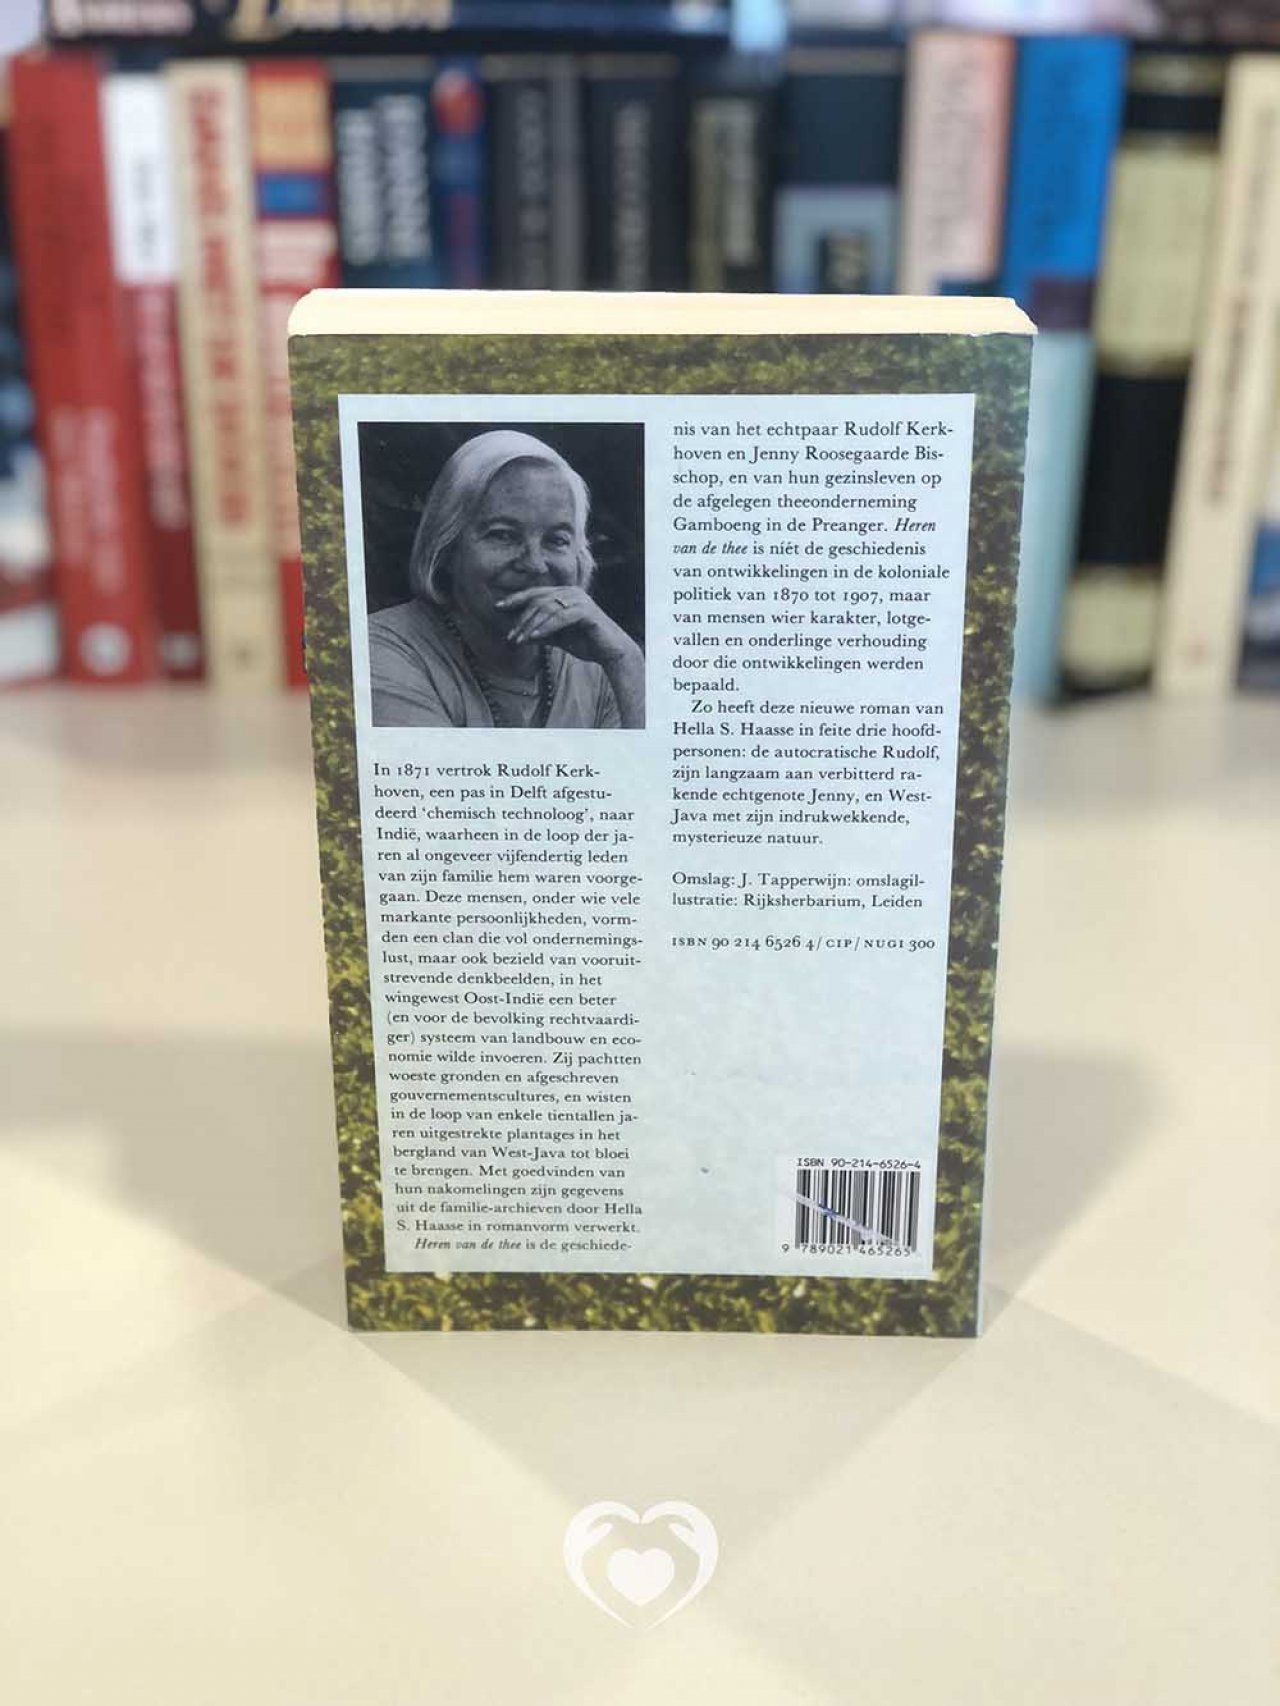 In 1871 vertrok Rudolf Kerk-
hoven, een pas in Delft afgestu-
deerd ‘chemisch technoloog’, naar
Indië, waarheen in de loop der ja-
ren al ongeveer vijfendertig leden
van zijn familie hem waren voorge-
gaan. Deze mensen, onder wie vele
markante persoonlijkheden, vorm-
den een clan die vol ondernemings-
lust, maar ook bezield van vooruit-
strevende denkbeelden, in het
wingewest Oost-Indië een beter
(en voor de bevolking rechtvaardi-
ger) systeem van landbouw en eco-
nomie wilde invoeren. Zij pachtten
woeste gronden en afgeschreven
gouvernementscultures, en wisten
in de loop van enkele tientallen ja-
ren uitgestrekte plantages in het
bergland van West-Java tot bloei
te brengen. Met goedvinden van
hun nakomelingen zijn gegevens
uit de familie-archieven door Hella
S. Haasse in romanvorm verwerkt.
Heren van de thee is de geschiede-
nis van het echtpaar Rudolf Kerk-
hoven en Jenny Roosegaarde Bis-
schop, en van hun gezinsleven op
de afgelegen theeonderneming
Gamboeng in de Preanger. Heren
van de thee is níét de geschiedenis
van ontwikkelingen in de koloniale
politiek van 1870 tot 1907, maar
van mensen wier karakter, lotge-
vallen en onderlinge verhouding
door die ontwikkelingen werden
bepaald.
Zo heeft deze nieuwe roman van
Hella S. Haasse in feite drie hoofd-
personen: de autocratische Rudolf,
zijn langzaam aan verbitterd ra-
kende echtgenote Jenny, en West-
Java met zijn indrukwekkende,
mysterieuze natuur.
Omslag: J. Tapperwijn: omslagil-
lustratie: Rijksherbarium, Leiden
ISBN 90 214 6526 4/CIP/NUGI 300
ISBN 90-214-6526-4
9 789021 465265